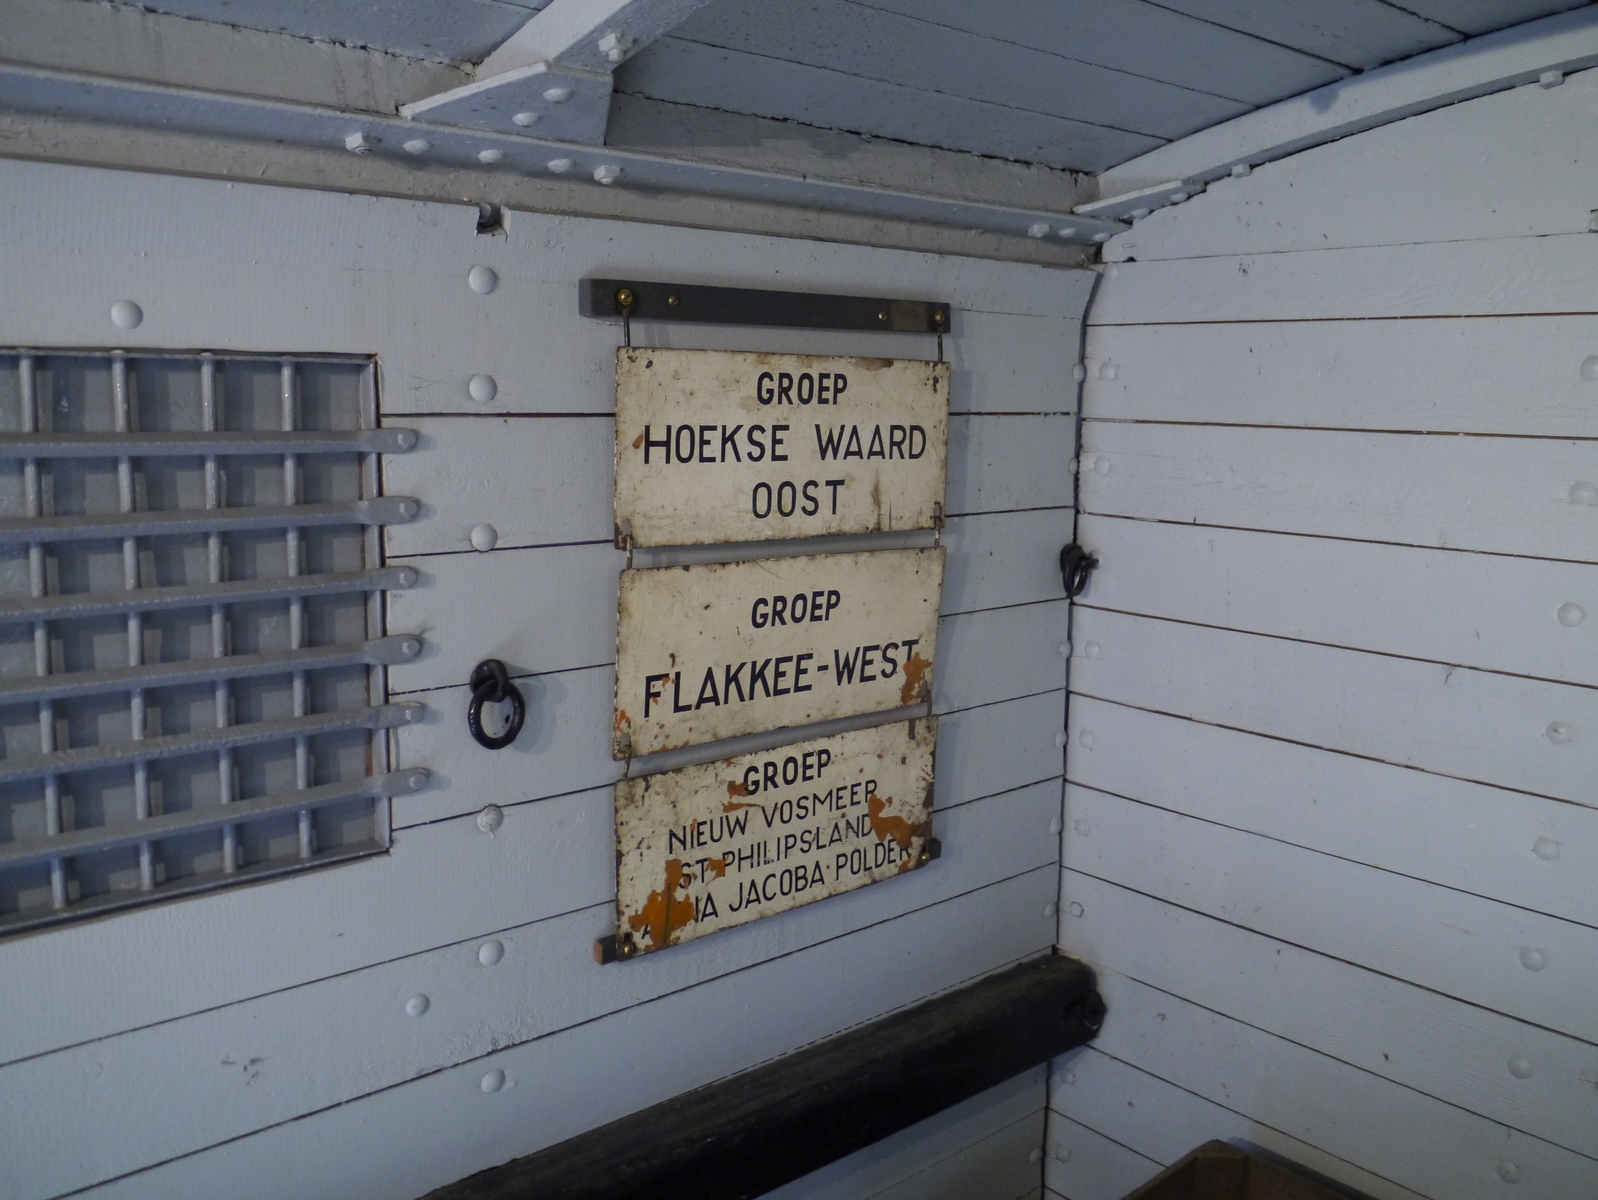 GROEP
HOEKSE WAARD
OOST
GROEP
FLAKKEE-WEST
GROEP
NIEUW VOSMEER
ST PHILIPSLAND
JACOBA POLDER